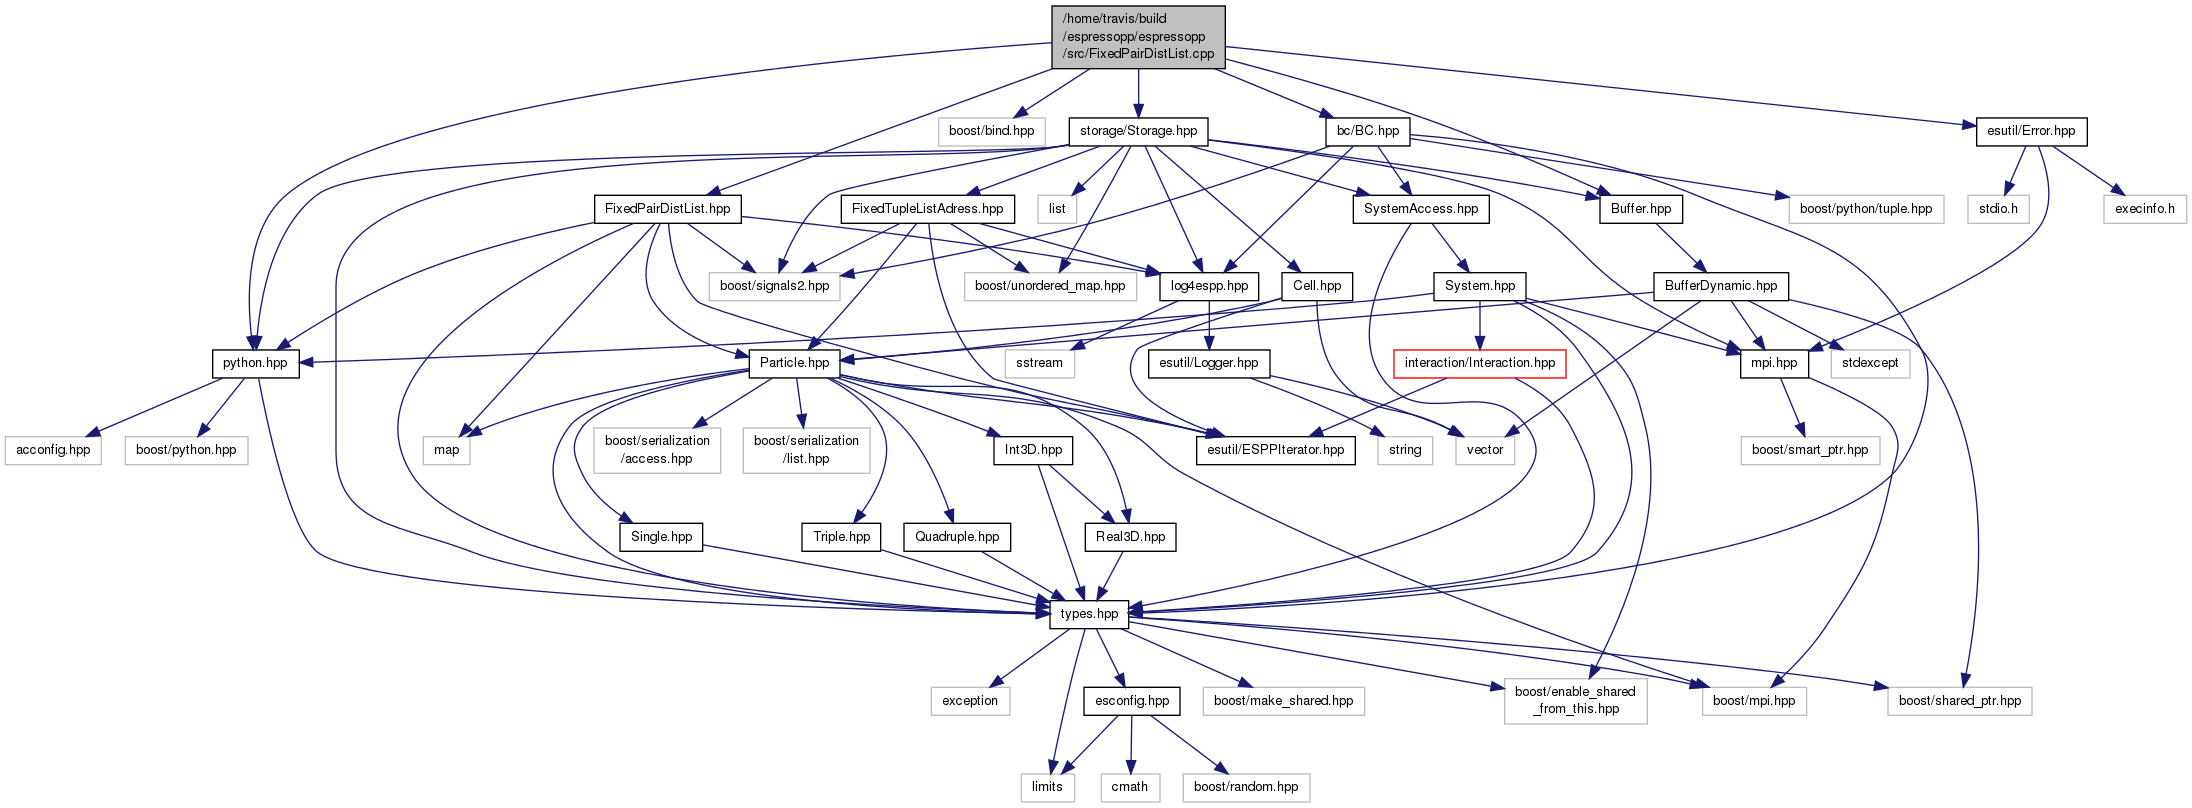 /home/travis/build
/espressopp/espressopp
/src/FixedPairDistList.cpp
boost/bind.hpp
storage/Storage.hpp
bc/BC.hpp
esutil/Error.hpp
FixedPairDistList.hpp
FixedTupleListAdress.hpp
list
SystemAccess.hpp
Buffer.hpp
boost/python/tuple.hpp
stdio.h
execinfo.h
boost/signals2.hpp
boost/unordered_map.hpp
log4espp.hpp
Cell.hpp
System.hpp
BufferDynamic.hpp
python.hpp
Particle.hpp
sstream
esutil/Logger.hpp
interaction/Interaction.hpp
mpi.hpp
stdexcept
acconfig.hpp
boost/python.hpp
map
boost/serialization
/access.hpp
boost/serialization
/list.hpp
Int3D.hpp
esutil/ESPPIterator.hpp
string
vector
boost/smart_ptr.hpp
Single.hpp
Triple.hpp
Quadruple.hpp
Real3D.hpp
types.hpp
exception
esconfig.hpp
boost/make_shared.hpp
boost/enable_shared
_from_this.hpp
boost/mpi.hpp
boost/shared_ptr.hpp
limits
cmath
boost/random.hpp